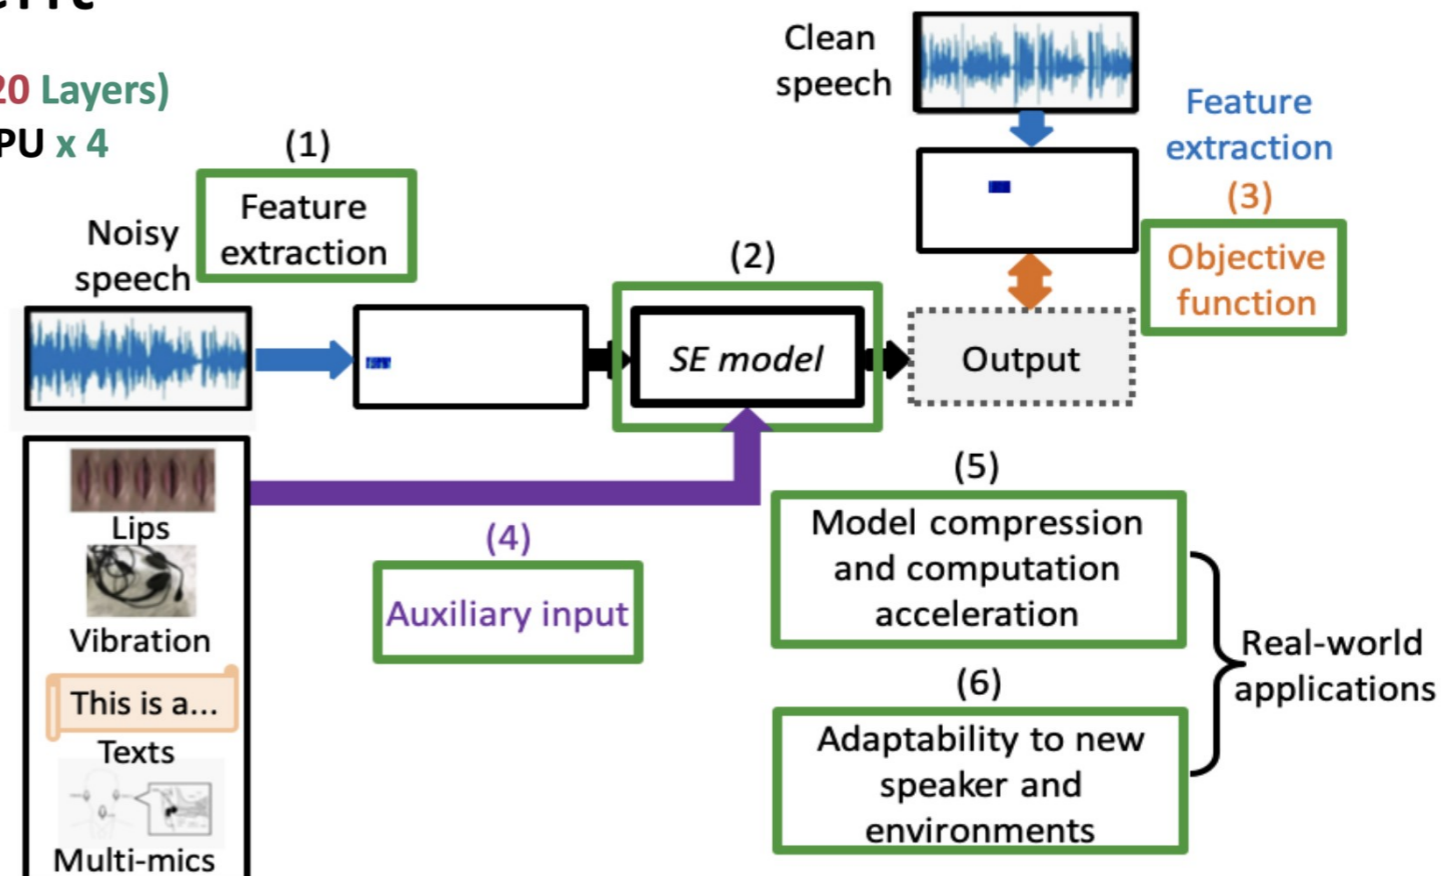 20 Layers)
PU x 4
(1)
Feature
extraction
Noisy
speech
Clean
speech
Feature
extraction
(3)
Objective
function
(2)
SE model
Output
Lips
Vibration
This is a...
Texts
Multi-mics
(4)
Auxiliary input
(5)
Model compression
and computation
acceleration
(6)
Adaptability to new
speaker and
environments
Real-world
applications